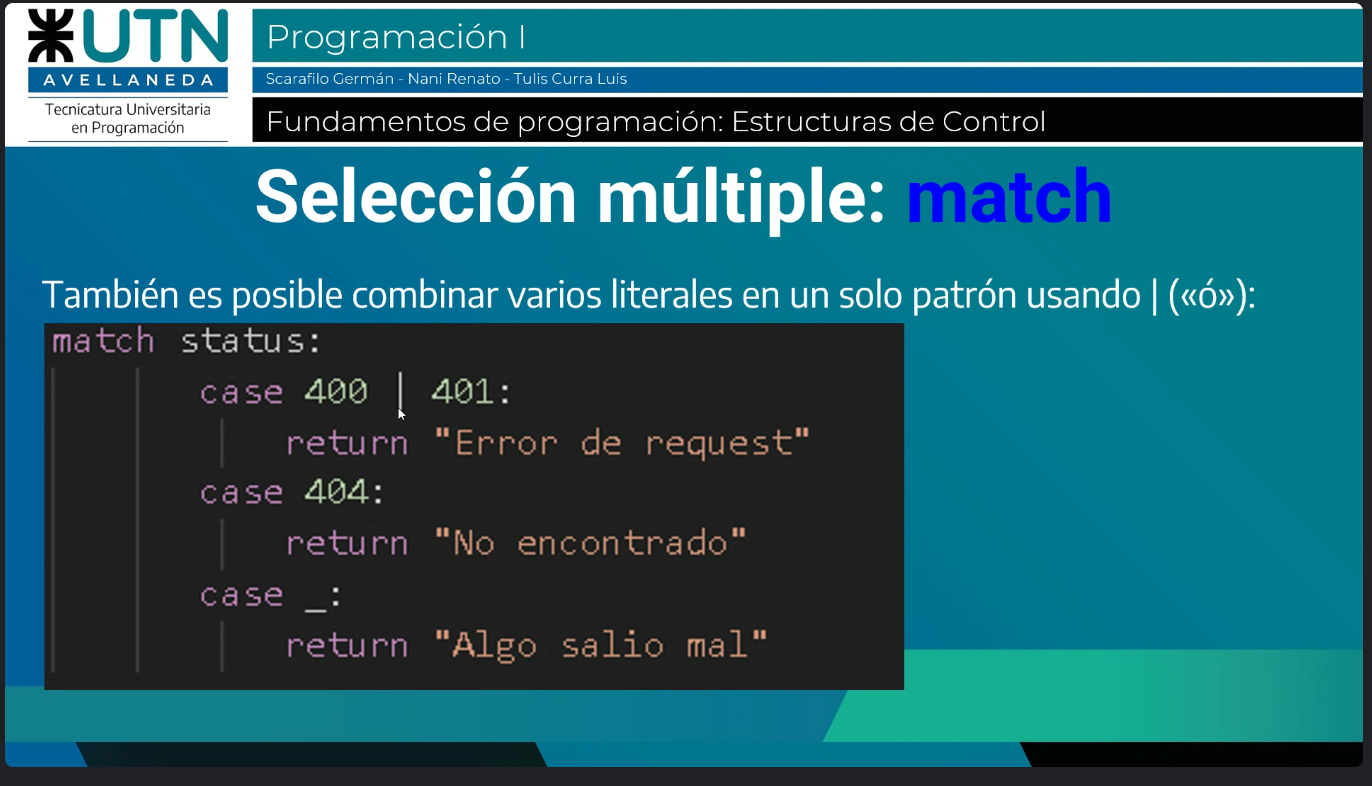 UTN
AVELLANEDA
Tecnicatura Universitaria
en Programación
Programación I
Scarafilo Germán - Nani Renato - Tulis Curra Luis
Fundamentos de programación: Estructuras de Control
Selección múltiple: match
También es posible combinar varios literales en un solo patrón usando | («ó»):
match status:
case 400 | 401:
return "Error de request"
case 404:
return "No encontrado"
case _:
return "Algo salio mal"